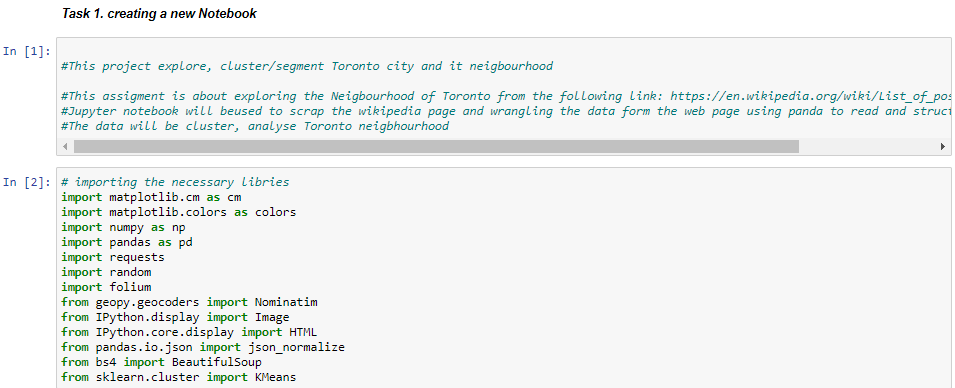 Task 1. creating a new Notebook
In [1]:
#This project explore, cluster/segment Toronto city and it neigbourhood
#This assigment is about exploring the Neigbourhood of Toronto from the following link: https://en.wikipedia.org/wiki/List_of_pos
#Jupyter notebook will beused to scrap the wikipedia page and wrangling the data form the web page using panda to read and struct
#The data will be cluster, analyse Toronto neigbhourhood
In [2]: # importing the necessary libries
import matplotlib.cm as cm
import matplotlib.colors as colors
import numpy as np
import pandas as pd
import requests
import random
import folium
from geopy.geocoders import Nominatim
from IPython.display import Image
from IPython.core.display import HTML
from pandas.io.json import json_normalize
from bs4 import BeautifulSoup
from sklearn.cluster import KMeans